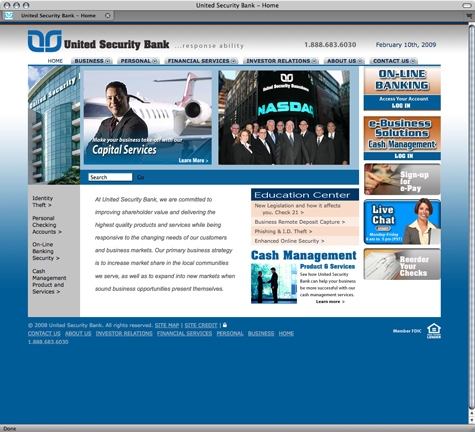 United Security Bank - Home
United Security Bank - Home
United Security Bank ...response ability 1.888.683.6030 February 10th, 2009
HOME BUSINESS PERSONAL FINANCIAL SERVICES INVESTOR RELATIONS ABOUT US CONTACT US
United Security
Make your business take-off with our
Capital Services
Learn More >
United Security Bancshares
NASDAQ
ON-LINE
BANKING
Access Your Account
LOG IN
e-Business
Solutions
Cash Management
LOG IN
Sign-up
for
e-Pay
Live
Chat
Monday-Friday
8 am to 5 pm (PST)
Reorder
Your
Checks
Search Go
Identity
Theft >
Personal
Checking
Accounts >
On-Line
Banking
Security >
Cash
Management
Product and
Services >
At United Security Bank, we are committed to
improving shareholder value and delivering the
highest quality products and services while being
responsive to the changing needs of our customers
and business markets. Our primary business strategy
is to increase market share in the local communities
we serve, as well as to expand into new markets when
sound business opportunities present themselves.
Education Center
New Legislation and how it affects
you. Check 21 >
Business Remote Deposit Capture >
Phishing & I.D. Theft >
Enhanced Online Security >
Cash Management
Product & Services
See how United Security
Bank can help your business
be more successful with our
cash management services.
Learn more >
© 2008 United Security Bank. All rights reserved. SITE MAP | SITE CREDIT |
CONTACT US ABOUT US INVESTOR RELATIONS FINANCIAL SERVICES PERSONAL BUSINESS HOME
1.888.683.6030
Member FDIC
LENDER
Done